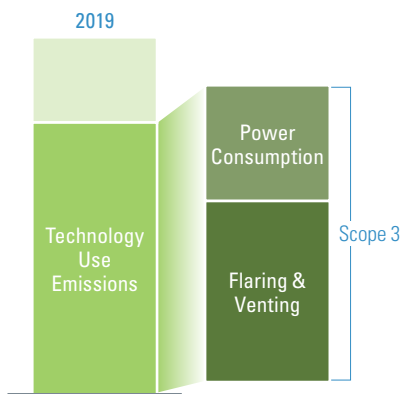 2019
Technology
Use
Emissions
Power
Consumption
Flaring &
Venting
Scope 3